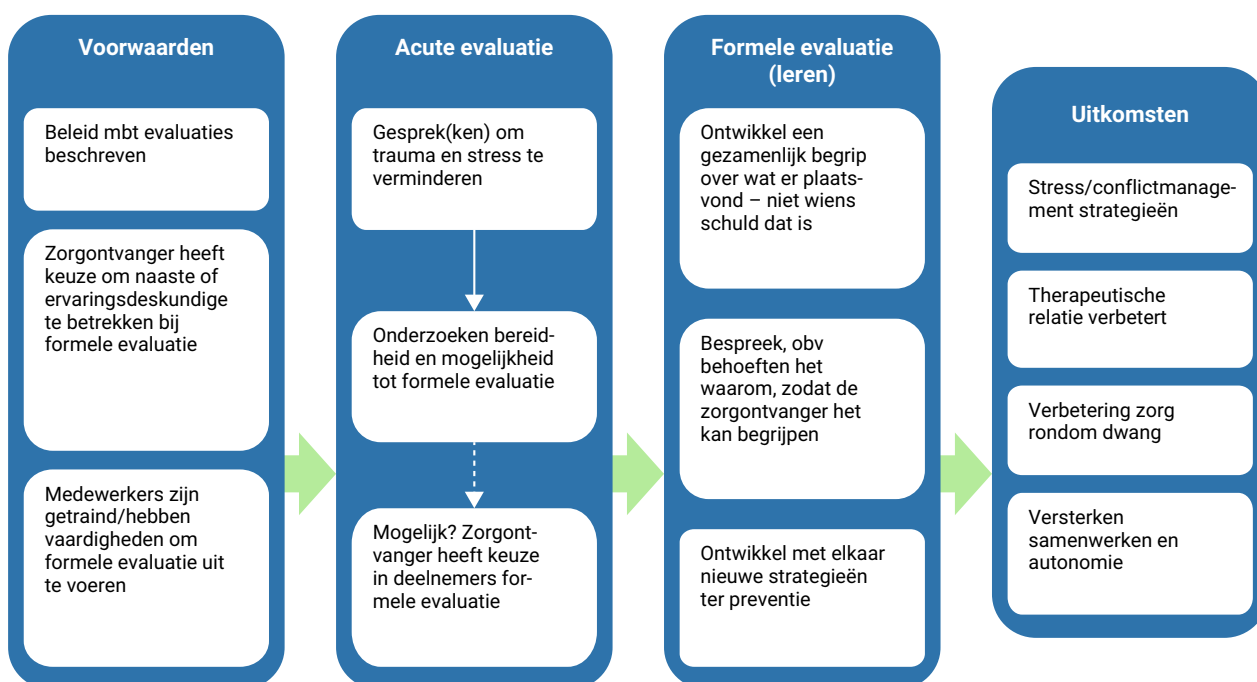 Voorwaarden
Beleid mbt evaluaties
beschreven
Zorgontvanger heeft
keuze om naaste of
ervaringsdeskundige
te betrekken bij
formele evaluatie
Medewerkers zijn
getraind/hebben
vaardigheden om
formele evaluatie uit
te voeren
Acute evaluatie
Gesprek(ken) om
trauma en stress te
verminderen
Onderzoeken bereid-
heid en mogelijkheid
tot formele evaluatie
Mogelijk? Zorgont-
vanger heeft keuze
in deelnemers for-
mele evaluatie
Formele evaluatie
(leren)
Ontwikkel een
gezamenlijk begrip
over wat er plaats-
vond – niet wiens
schuld dat is
Bespreek, obv
behoeften het
waarom, zodat de
zorgontvanger het
kan begrijpen
Ontwikkel met elkaar
nieuwe strategieën
ter preventie
Uitkomsten
Stress/conflictmanage-
ment strategieën
Therapeutische
relatie verbetert
Verbetering zorg
rondom dwang
Versterken
samenwerken en
autonomie